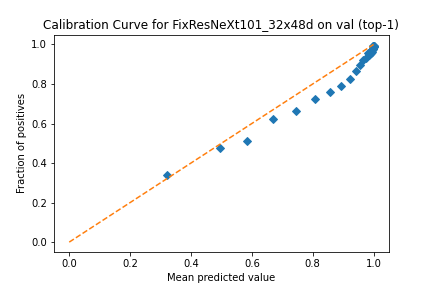 Calibration Curve for FixResNeXt101_32x48d on val (top-1)
1.0
0.8
0.6
0.4
0.2
0.0
Fraction of positives
0.0 0.2 0.4 0.6 0.8 1.0
Mean predicted value